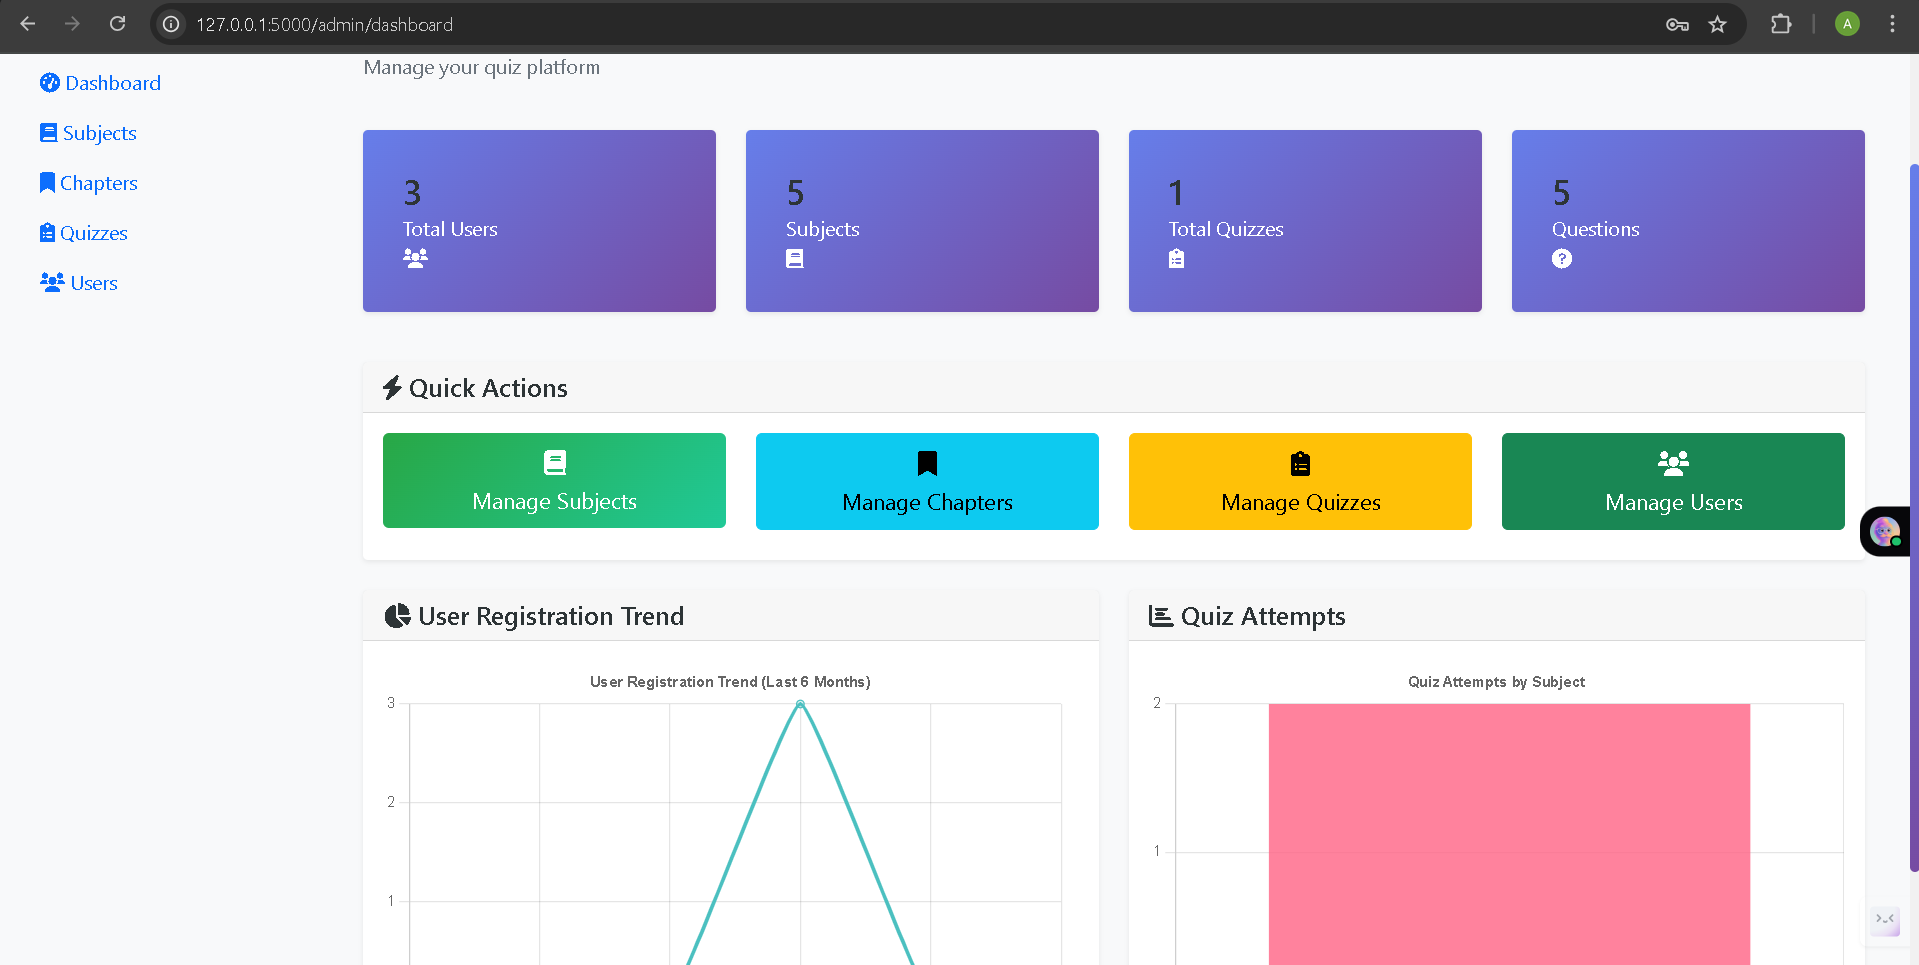 127.0.0.1:5000/admin/dashboard
A
Dashboard
Subjects
Chapters
Quizzes
Users
Manage your quiz platform
3
Total Users
5
Subjects
1
Total Quizzes
5
Questions
?
Quick Actions
Manage Subjects
Manage Chapters
Manage Quizzes
Manage Users
User Registration Trend
User Registration Trend (Last 6 Months)
3
2
1
Quiz Attempts
Quiz Attempts by Subject
2
1